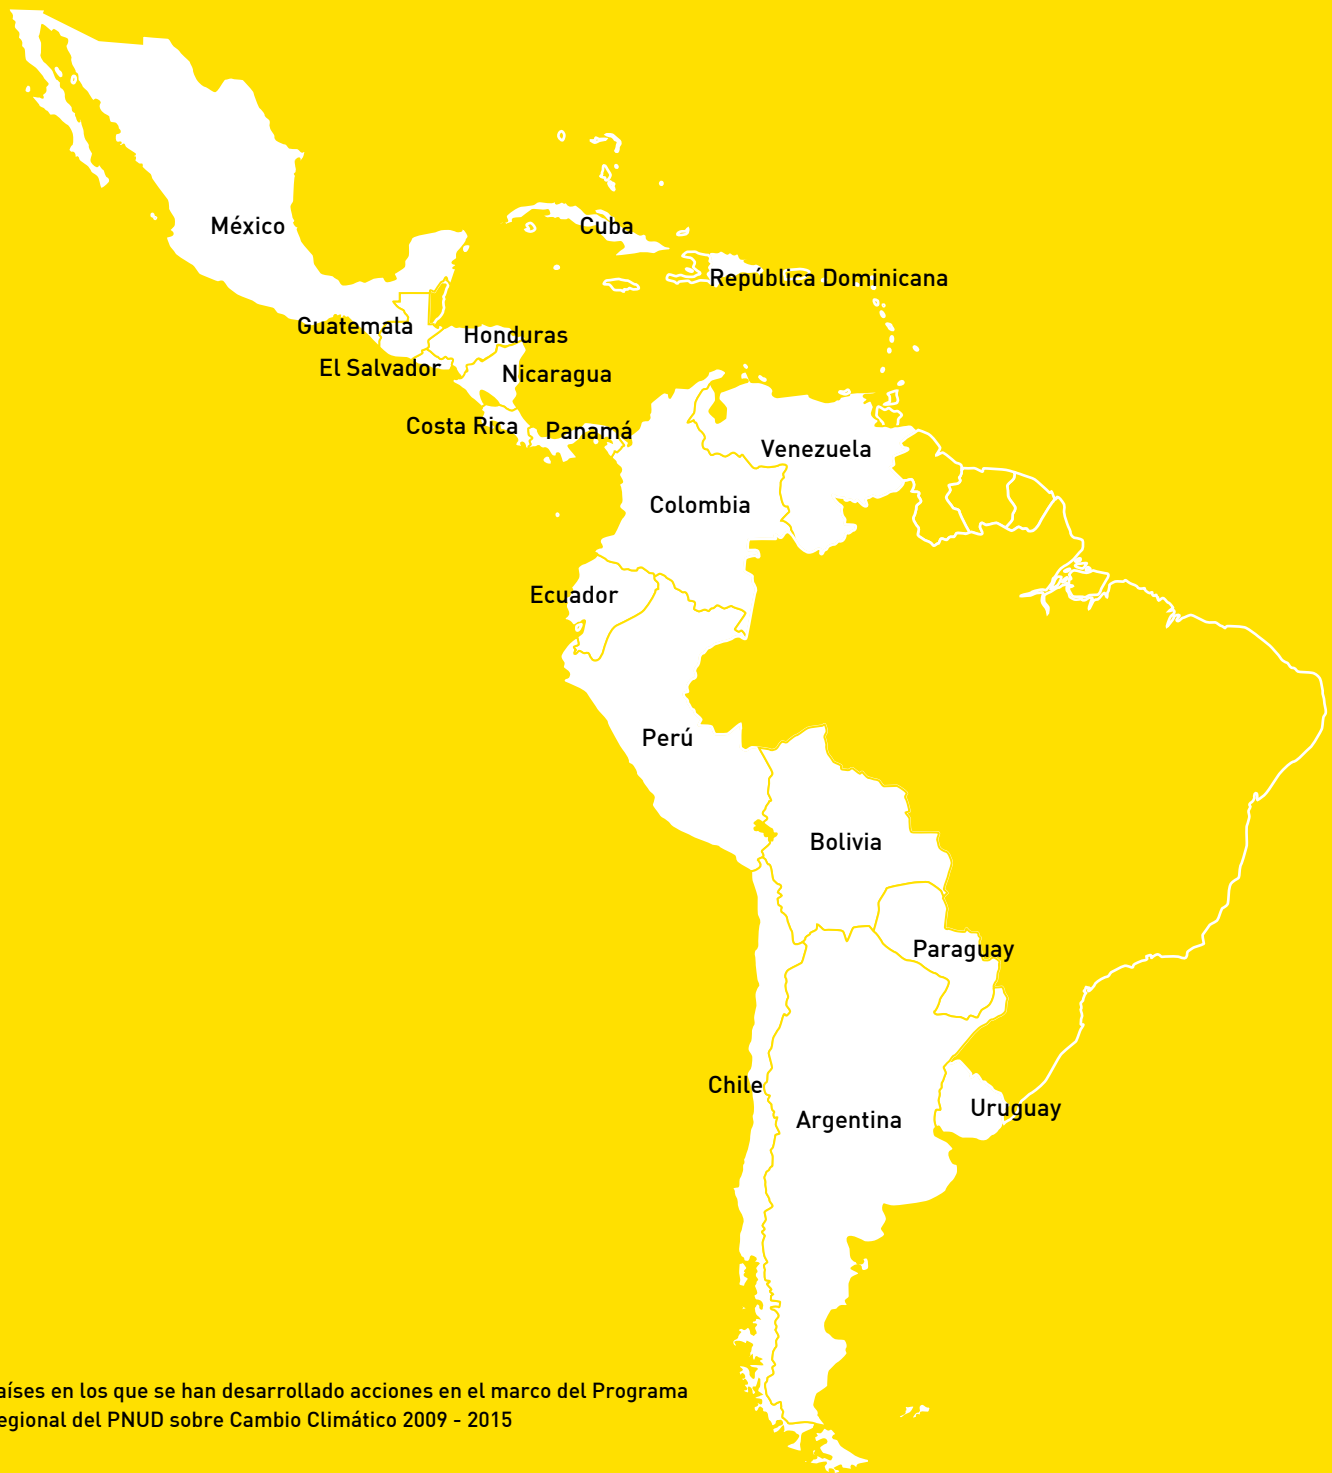 México
Cuba
República Dominicana
Guatemala
Honduras
El Salvador
Nicaragua
Costa Rica
Panamá
Venezuela
Colombia
Ecuador
Perú
Bolivia
Paraguay
Chile
Uruguay
Argentina
aíses en los que se han desarrollado acciones en el marco del Programa
egional del PNUD sobre Cambio Climático 2009 - 2015